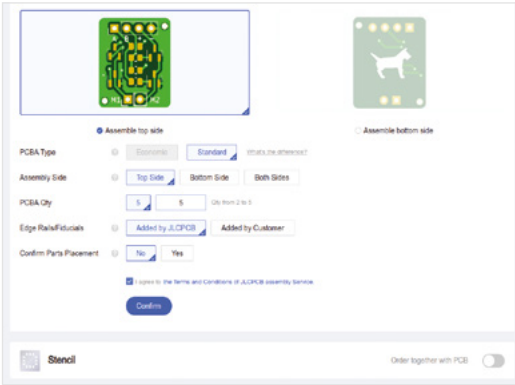 M1 M2
Assemble top side
Assemble bottom side
PCBA Type Economic Standard What's the difference?
Assembly Side Top Side Bottom Side Both Sides
PCBA Qty 5 5 Qty from 2 to 5
Edge Rails/Fiducials Added by JLCPCB Added by Customer
Confirm Parts Placement No Yes
I agree to the Terms and Conditions of JLCPCB assembly Service.
Confirm
Stencil Order together with PCB